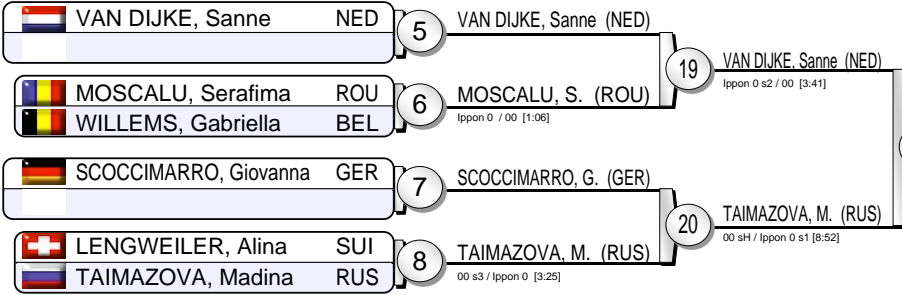 VAN DIJKE, Sanne NED
5
VAN DIJKE, Sanne (NED)
MOSCALU, Serafima ROU
WILLEMS, Gabriella BEL
6
MOSCALU, S. (ROU)
Ippon 0 / 00 [1:06]
19
VAN DIJKE, Sanne (NED)
Ippon 0 s2 / 00 [3:41]
SCOCCIMARRO, Giovanna GER
7
SCOCCIMARRO, G. (GER)
LENGWEILER, Alina SUI
TAIMAZOVA, Madina RUS
8
TAIMAZOVA, M. (RUS)
00 s3 / Ippon 0 [3:25]
20
TAIMAZOVA, M. (RUS)
00 sH / Ippon 0 s1 [8:52]